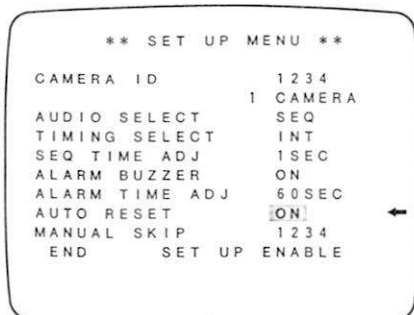 ** SET UP MENU **
CAMERA ID 1234
1 CAMERA
AUDIO SELECT SEQ
TIMING SELECT INT
SEQ TIME ADJ 1SEC
ALARM BUZZER ON
ALARM TIME ADJ 60SEC
AUTO RESET ON
MANUAL SKIP 1234
END SET UP ENABLE